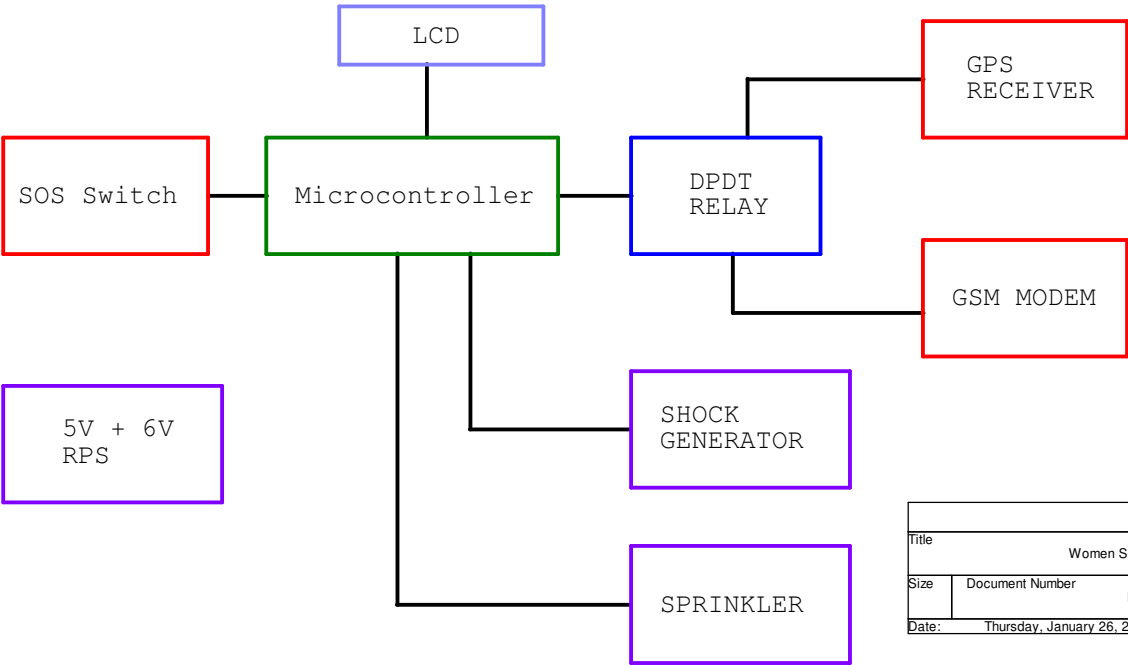 LCD
GPS
RECEIVER
SOS Switch
Microcontroller
DPDT
RELAY
GSM MODEM
5V + 6V
RPS
SHOCK
GENERATOR
SPRINKLER
Title
Women
Size
Document Number
Date:
Thursday, January 26,